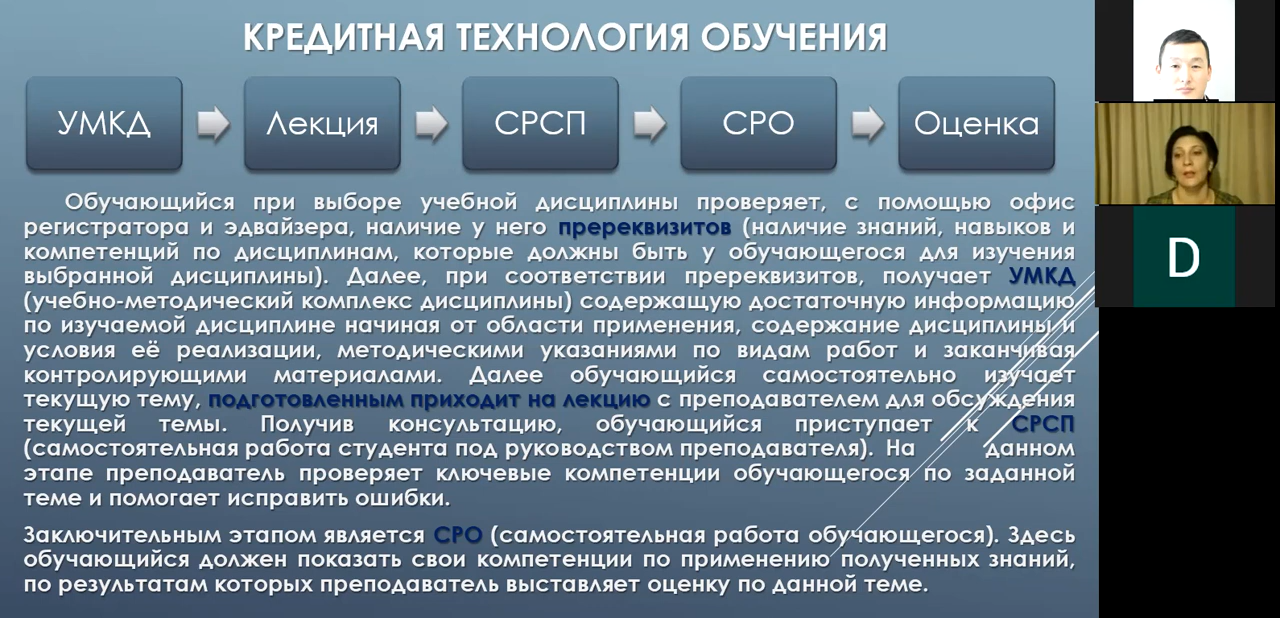 КРЕДИТНАЯ ТЕХНОЛОГИЯ ОБУЧЕНИЯ
УМКД
Лекция
СРСП
СРО
Оценка
Обучающийся при выборе учебной дисциплины проверяет, с помощью офис
регистратора и эдвайзера, наличие у него пререквизитов (наличие знаний, навыков и
компетенций по дисциплинам, которые должны быть у обучающегося для изучения
выбранной дисциплины). Далее, при соответствии пререквизитов, получает УМКД
(учебно-методический комплекс дисциплины) содержащую достаточную информацию
по изучаемой дисциплине начиная от области применения, содержание дисциплины и
условия её реализации, методическими указаниями по видам работ и заканчивая
контролирующими материалами. Далее обучающийся самостоятельно изучает
текущую тему, подготовленным приходит на лекцию с преподавателем для обсуждения
текущей темы. Получив консультацию, обучающийся приступает к СРСП
(самостоятельная работа студента под руководством преподавателя). На данном
этапе преподаватель проверяет ключевые компетенции обучающегося по заданной
теме и помогает исправить ошибки.
Заключительным этапом является СРО (самостоятельная работа обучающегося). Здесь
обучающийся должен показать свои компетенции по применению полученных знаний,
по результатам которых преподаватель выставляет оценку по данной теме.
D